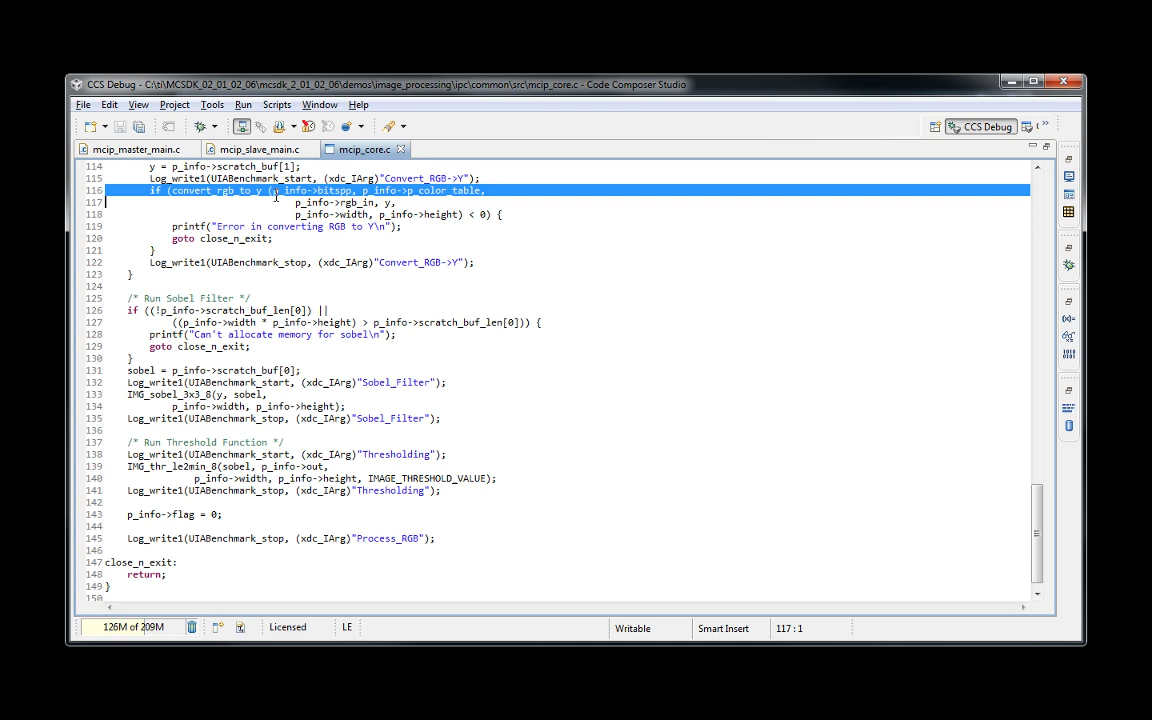 CCS Debug - C:\ti\MCSDK_02_01_02_06\mcsdk_2_01_02_06\demos\image_processing\ipc\common\src\mcip_core.c - Code Composer Studio
File Edit View Project Tools Run Scripts Window Help
CCS Debug
mcip_master_main.c mcip_slave_main.c mcip_core.c
114 y = p_info->scratch_buf[1];
115 Log_write1(UIABenchmark_start, (xdc_IArg)"Convert_RGB->Y");
116 if (convert_rgb_to_y (p_info->bitspp, p_info->p_color_table,
117 p_info->rgb_in, y,
118 p_info->width, p_info->height) < 0) {
119 printf("Error in converting RGB to Y\n");
120 goto close_n_exit;
121 }
122 Log_write1(UIABenchmark_stop, (xdc_IArg)"Convert_RGB->Y");
123 }
124
125 /* Run Sobel Filter */
126 if ((!p_info->scratch_buf_len[0]) ||
127 ((p_info->width * p_info->height) > p_info->scratch_buf_len[0])) {
128 printf("Can't allocate memory for sobel\n");
129 goto close_n_exit;
130 }
131 sobel = p_info->scratch_buf[0];
132 Log_write1(UIABenchmark_start, (xdc_IArg)"Sobel_Filter");
133 IMG_sobel_3x3_8(y, sobel,
134 p_info->width, p_info->height);
135 Log_write1(UIABenchmark_stop, (xdc_IArg)"Sobel_Filter");
136
137 /* Run Threshold Function */
138 Log_write1(UIABenchmark_start, (xdc_IArg)"Thresholding");
139 IMG_thr_le2min_8(sobel, p_info->out,
140 p_info->width, p_info->height, IMAGE_THRESHOLD_VALUE);
141 Log_write1(UIABenchmark_stop, (xdc_IArg)"Thresholding");
142
143 p_info->flag = 0;
144
145 Log_write1(UIABenchmark_stop, (xdc_IArg)"Process_RGB");
146
147 close_n_exit:
148 return;
149 }
150
126M of 209M Licensed LE Writable Smart Insert 117 : 1